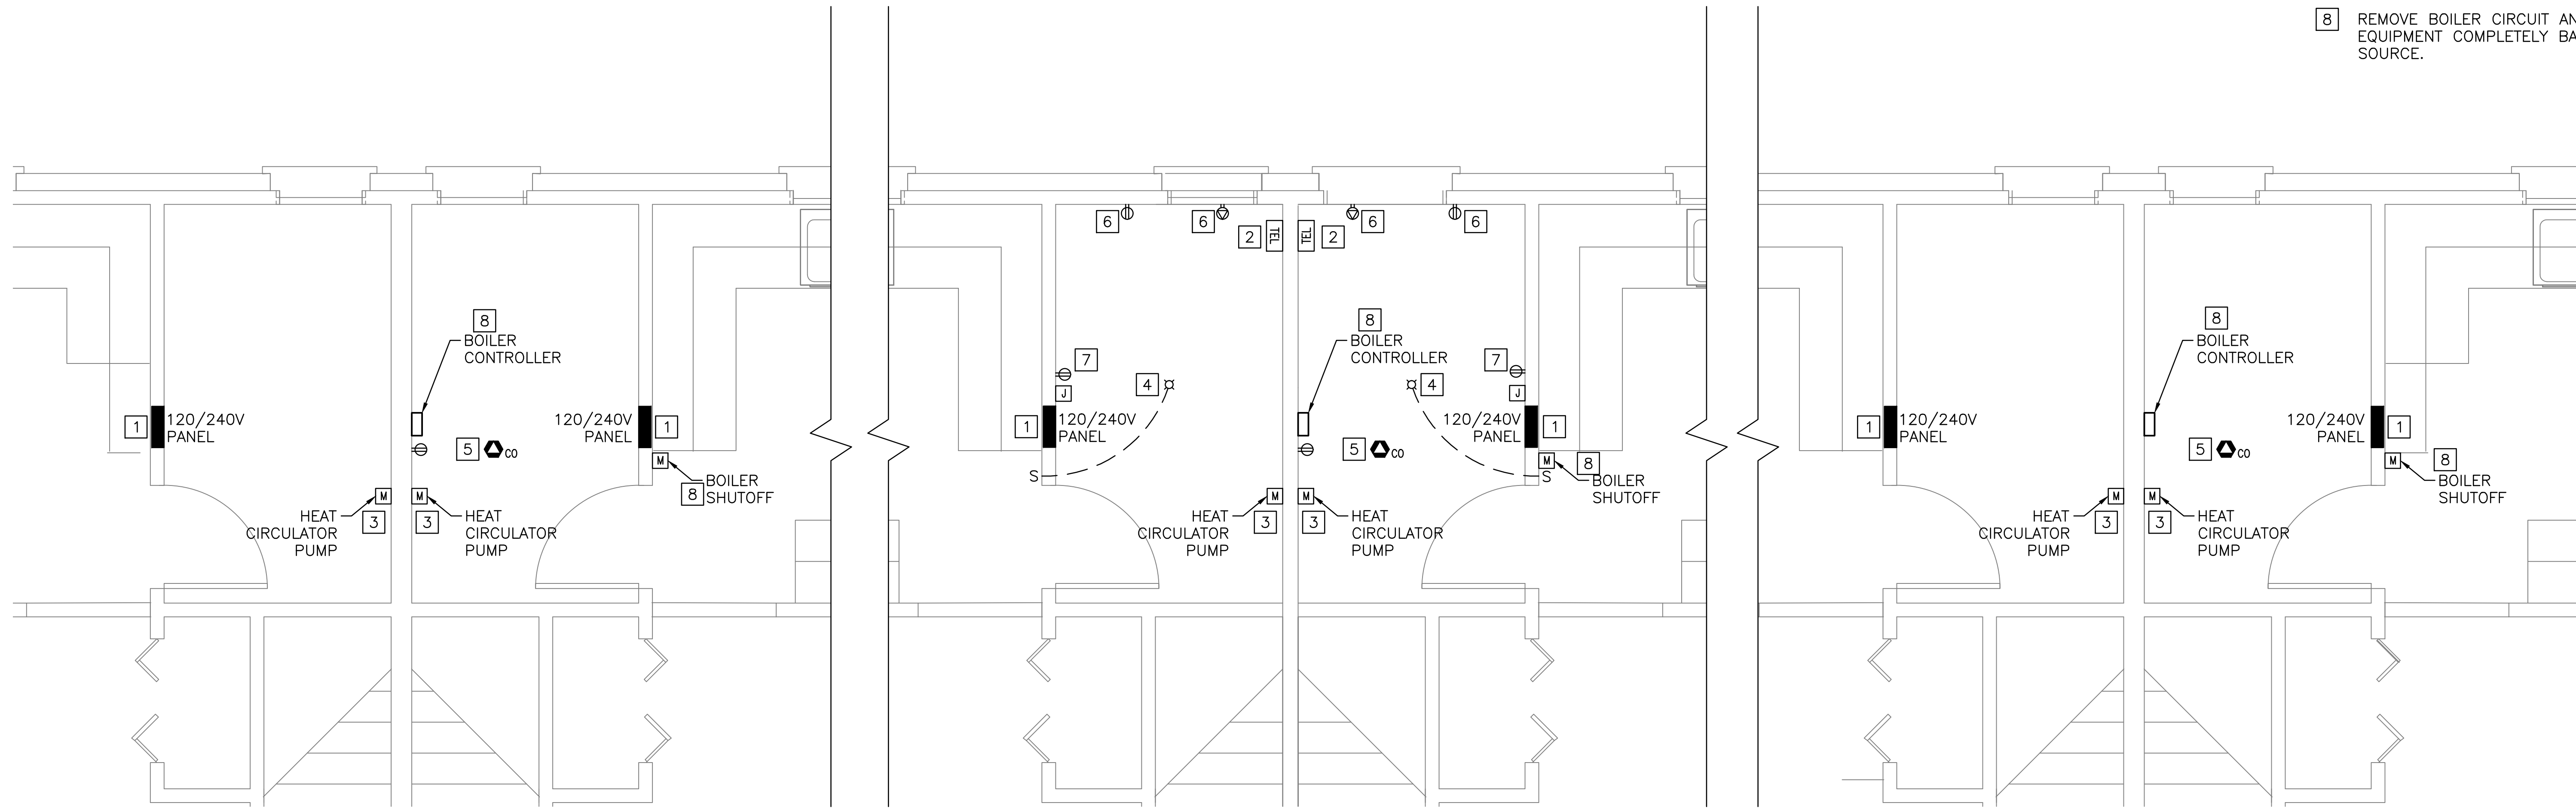 8 REMOVE BOILER CIRCUIT
EQUIPMENT COMPLETELY
SOURCE.
8
BOILER
CONTROLLER
1 120/240V
PANEL
120/240V 1
PANEL
5 CO
M
BOILER
8 SHUTOFF
M M
HEAT
CIRCULATOR
PUMP
3
3
HEAT
CIRCULATOR
PUMP
6 6 6 6
2 TEL TEL 2
8
BOILER
CONTROLLER
7 7
4 4
J J
1 120/240V
PANEL
120/240V 1
PANEL
5 CO
M 8
S S
BOILER
SHUTOFF
M M
HEAT
CIRCULATOR
PUMP
3
3
HEAT
CIRCULATOR
PUMP
8
BOILER
CONTROLLER
1 120/240V
PANEL
120/240V 1
PANEL
5 CO
M 8
BOILER
SHUTOFF
M M
HEAT
CIRCULATOR
PUMP
3
3
HEAT
CIRCULATOR
PUMP